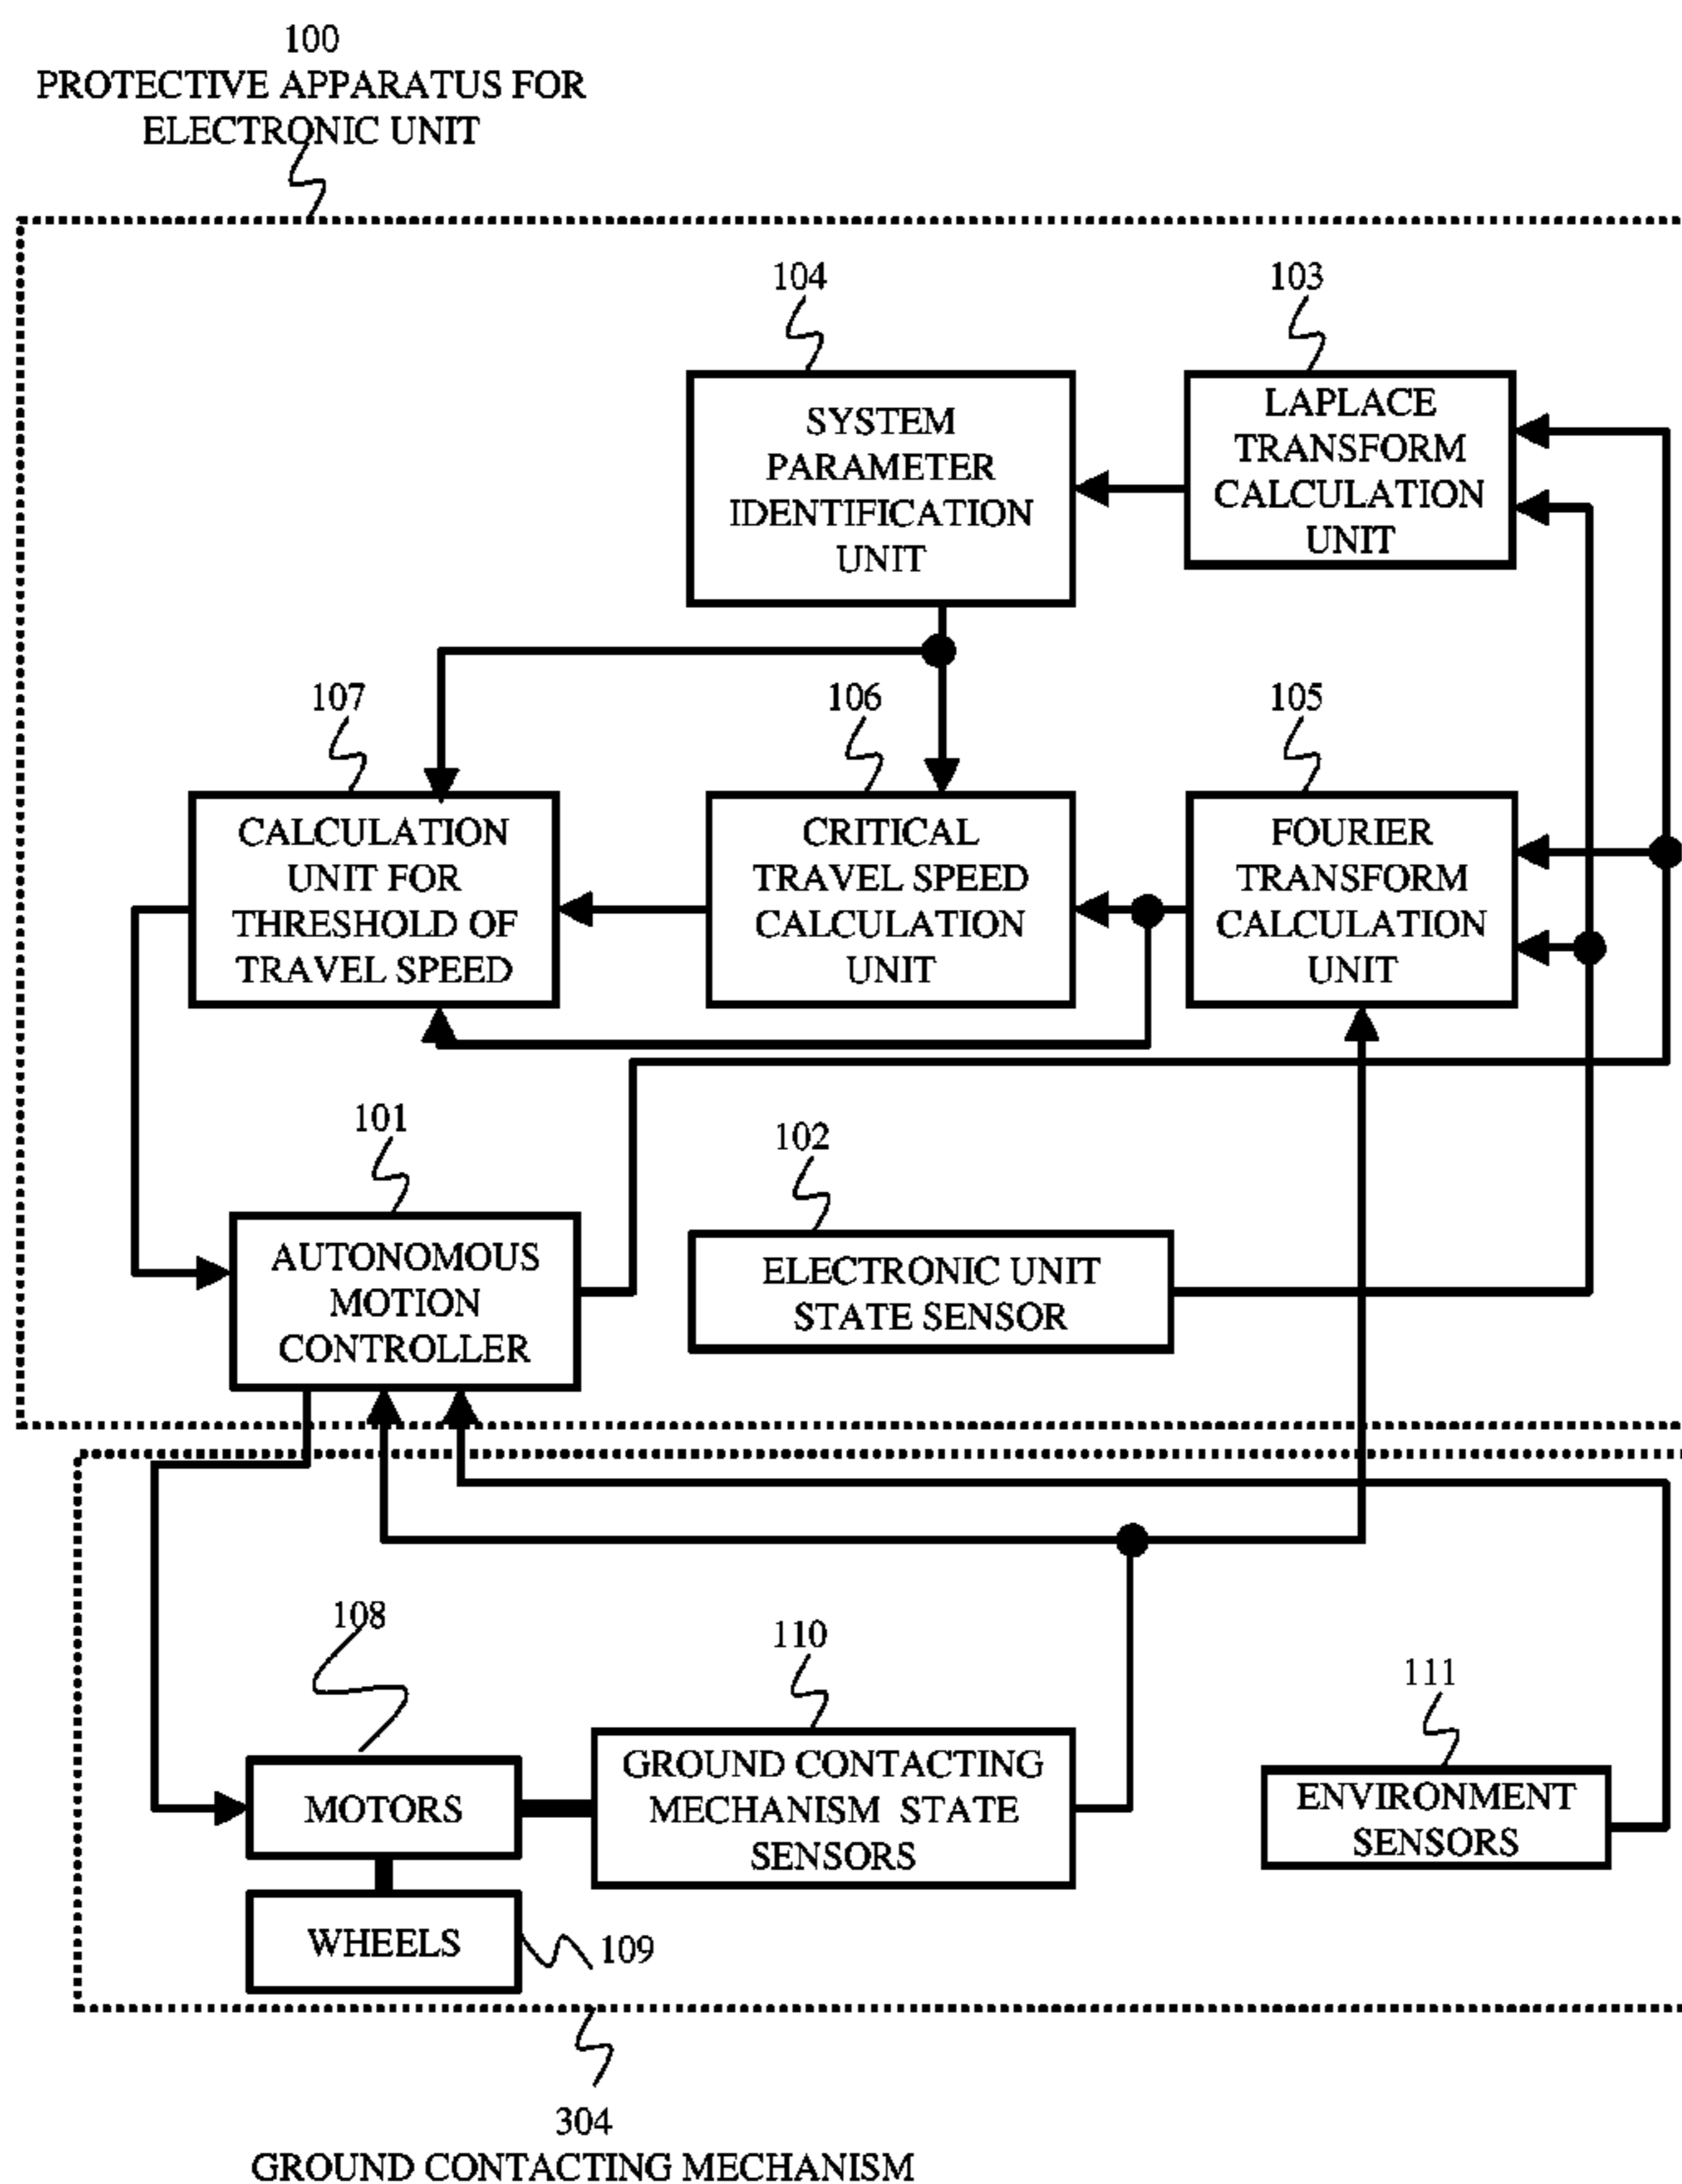 100
PROTECTIVE APPARATUS FOR
ELECTRONIC UNIT
104
103
SYSTEM
PARAMETER
IDENTIFICATION
UNIT
LAPLACE
TRANSFORM
CALCULATION
UNIT
107
106
105
CALCULATION
UNIT FOR
THRESHOLD OF
TRAVEL SPEED
CRITICAL
TRAVEL SPEED
CALCULATION
UNIT
FOURIER
TRANSFORM
CALCULATION
UNIT
101
102
AUTONOMOUS
MOTION
CONTROLLER
ELECTRONIC UNIT
STATE SENSOR
108
110
111
MOTORS
GROUND CONTACTING
MECHANISM STATE
SENSORS
ENVIRONMENT
SENSORS
WHEELS
109
304
GROUND CONTACTING MECHANISM